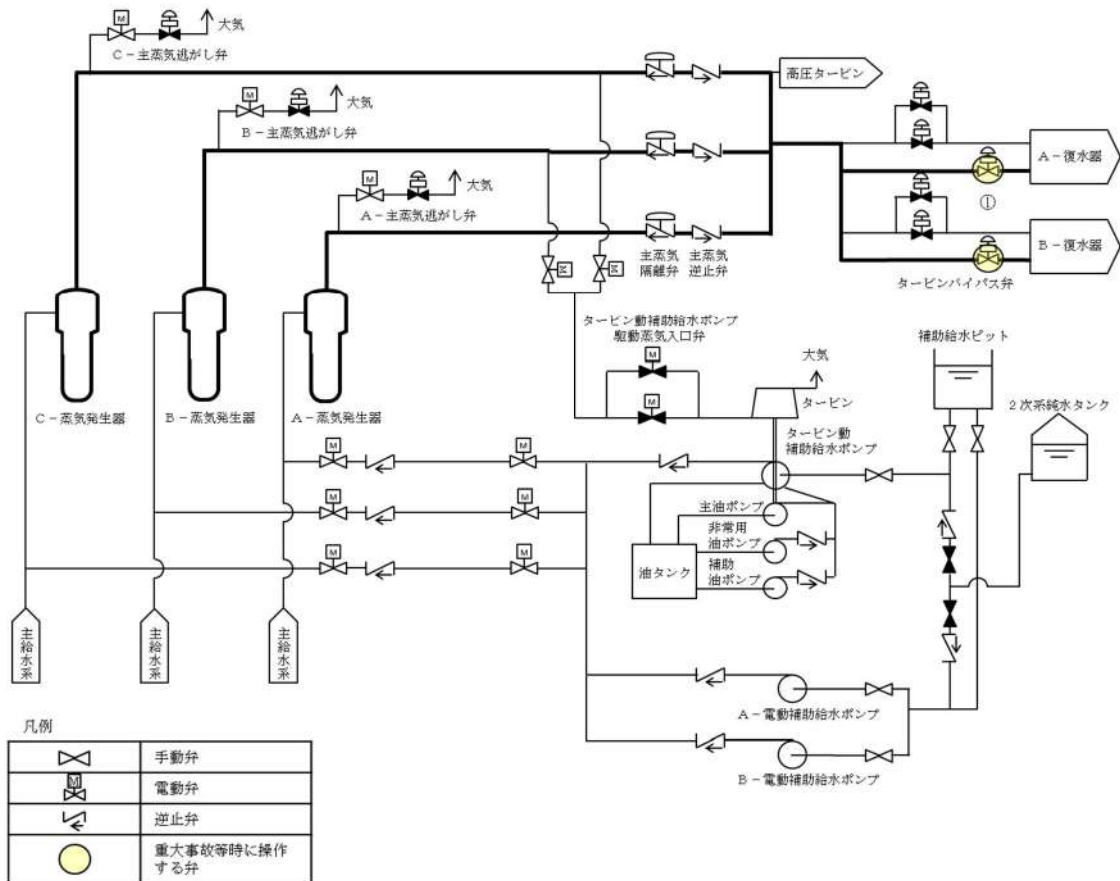 大気
M
C－主蒸気逃がし弁
大気
M
B－主蒸気逃がし弁
大気
M
A－主蒸気逃がし弁
高圧タービン
A－復水器
①
B－復水器
タービンバイパス弁
主蒸気
隔離弁
主蒸気
逆止弁
M
M
タービン動補助給水ポンプ
駆動蒸気入口弁
M
M
大気
タービン
タービン動
補助給水ポンプ
補助給水ピット
2次系純水タンク
C－蒸気発生器
B－蒸気発生器
A－蒸気発生器
M
M
M
M
M
M
主油ポンプ
非常用
油ポンプ
補助
油ポンプ
油タンク
主給水系
主給水系
主給水系
A－電動補助給水ポンプ
B－電動補助給水ポンプ
凡例
手動弁
M
電動弁
逆止弁
重大事故等時に操作
する弁